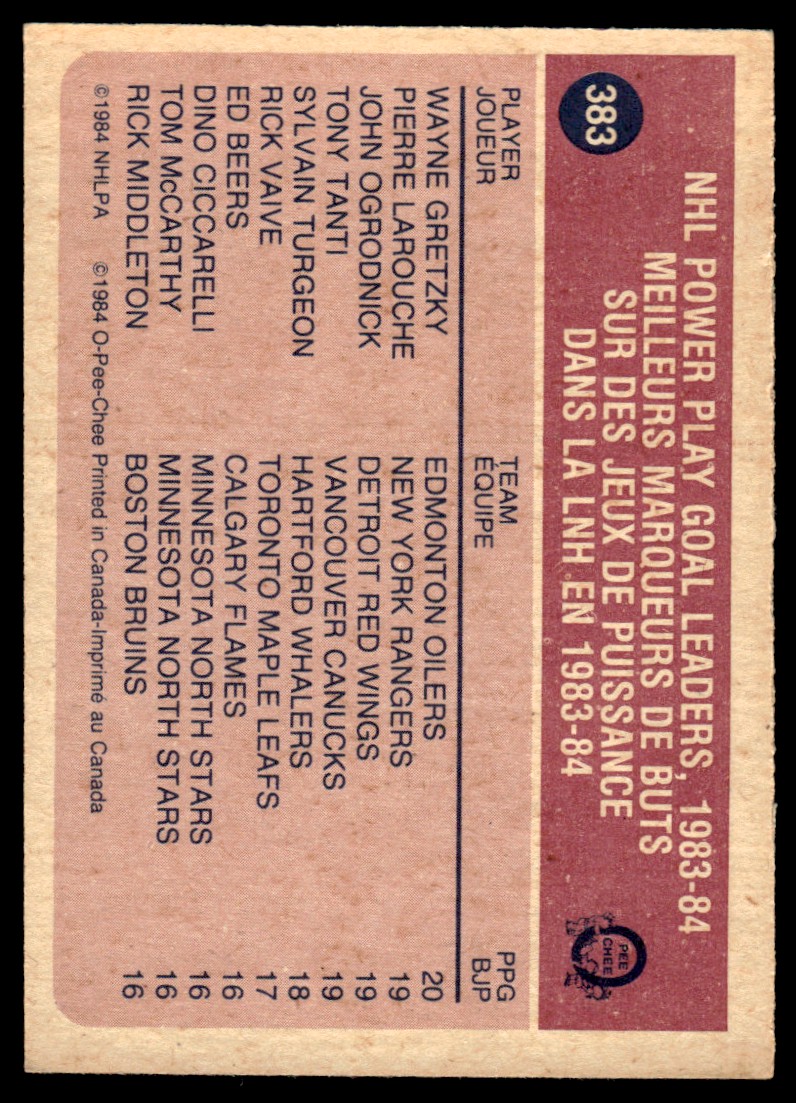 383
NHL POWER PLAY GOAL LEADERS, 1983-84
MEILLEURS MARQUEURS DE BUTS
SUR DES JEUX DE PUISSANCE
DANS LA LNH EN 1983-84
O
PEE
CHEE
PLAYER TEAM PPG
JOUEUR ÉQUIPE BJP
WAYNE GRETZKY EDMONTON OILERS 20
PIERRE LAROUCHE NEW YORK RANGERS 19
JOHN OGRODNICK DETROIT RED WINGS 19
TONY TANTI VANCOUVER CANUCKS 19
SYLVAIN TURGEON HARTFORD WHALERS 18
RICK VAIVE TORONTO MAPLE LEAFS 17
ED BEERS CALGARY FLAMES 16
DINO CICCARELLI MINNESOTA NORTH STARS 16
TOM McCARTHY MINNESOTA NORTH STARS 16
RICK MIDDLETON BOSTON BRUINS 16
©1984 NHLPA ©1984 O-Pee-Chee Printed in Canada-Imprimé au Canada